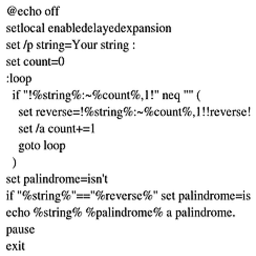 @echo off
setlocal enabledelayedexpansion
set /p string=Your string :
set count=0
:loop
if "!%string%:~%count%,1!" neq "" (
set reverse=!%string%:~%count%,1!!reverse!
set /a count+=1
goto loop
)
set palindrome=isn't
if "%string%"=="%reverse%" set palindrome=is
echo %string% %palindrome% a palindrome.
pause
exit